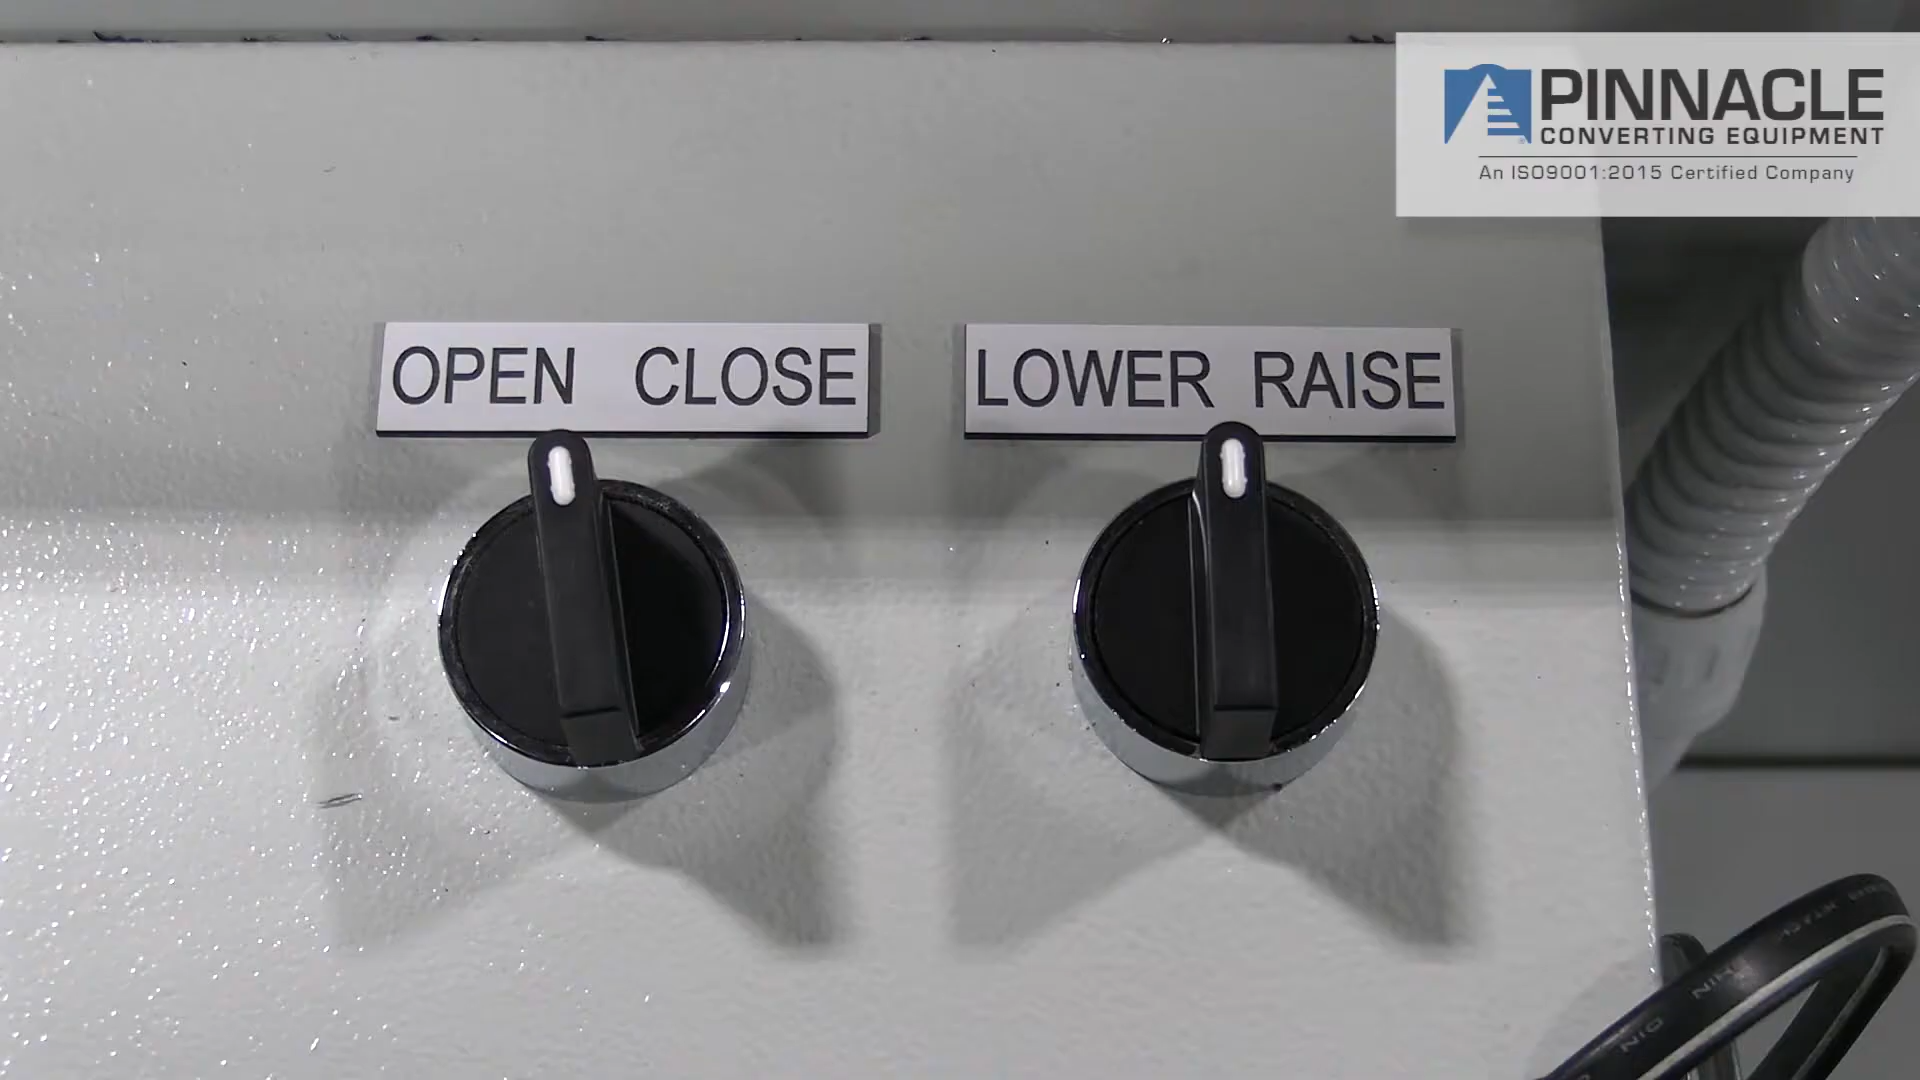 PINNACLE
CONVERTING EQUIPMENT
An ISO9001:2015 Certified Company
OPEN CLOSE
LOWER RAISE